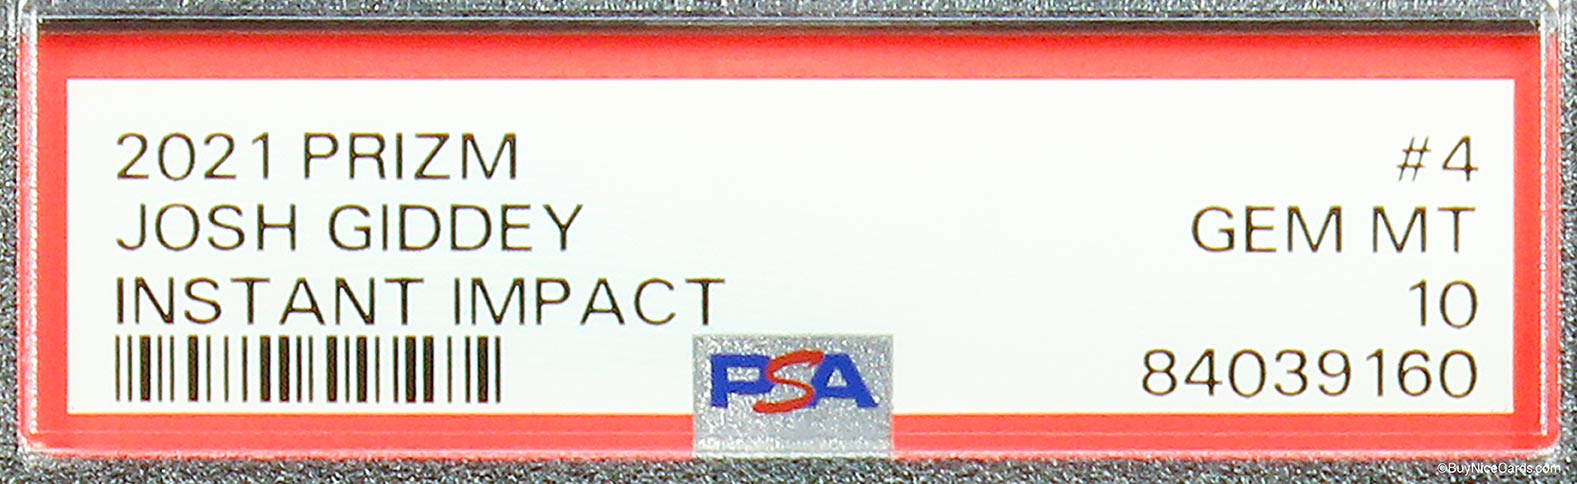 2021 PRIZM #4
JOSH GIDDEY GEM MT
INSTANT IMPACT 10
PSA 84039160
©BuyNiceCards.com